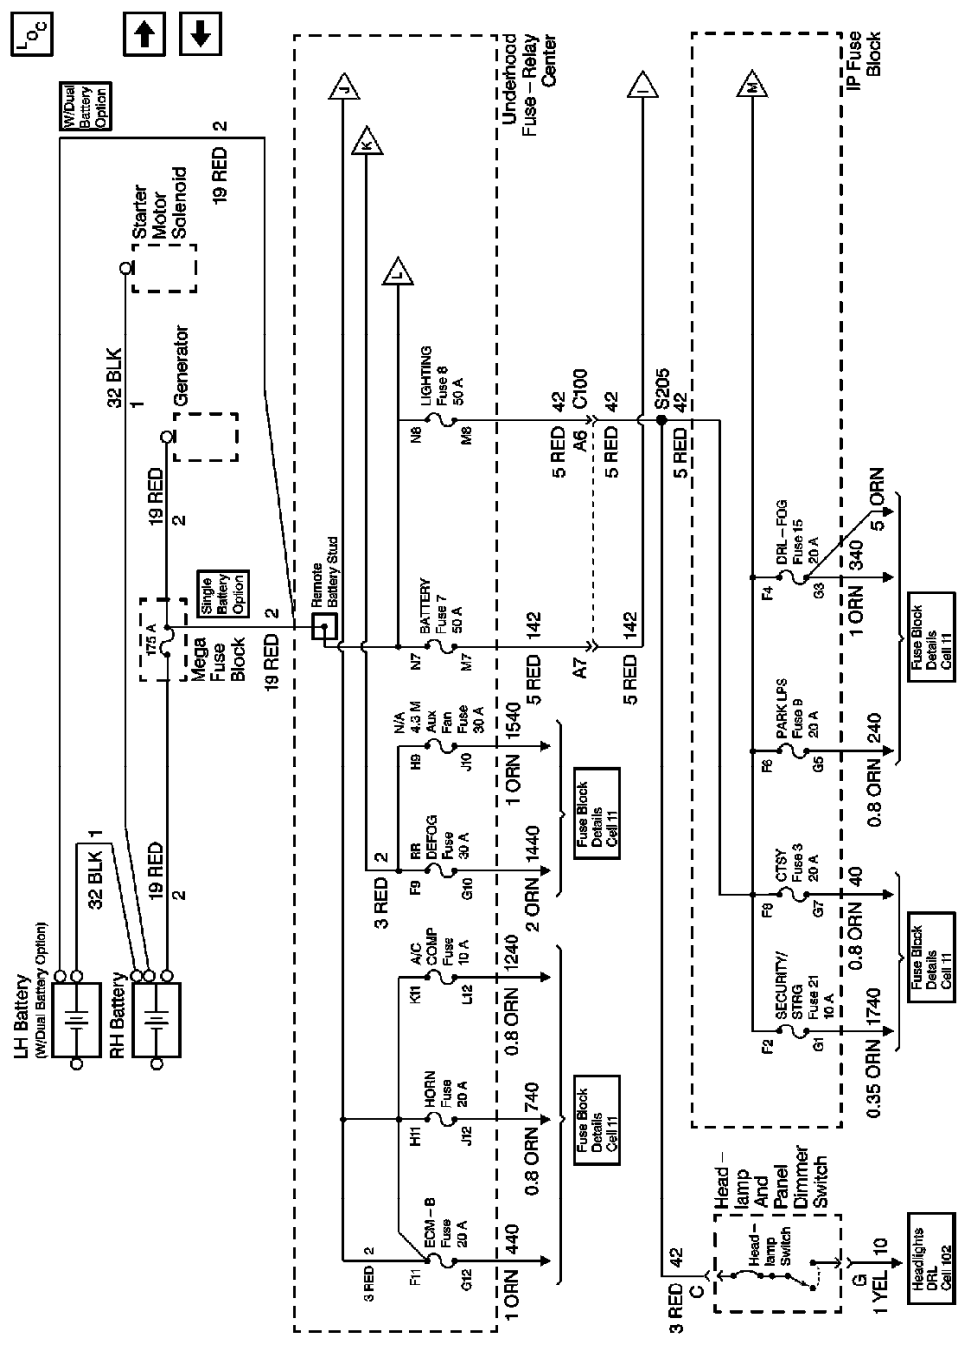 LOC
W/Dual
Battery
Option
Starter
Motor
Solenoid
19 RED
2
32 BLK
1
Generator
19 RED
2
175 A
Mega
Fuse
Block
Single
Battery
Option
19 RED
2
Remote
Battery Stud
32 BLK
1
19 RED
2
LH Battery
(W/Dual Battery Option)
RH Battery
Underhood
Fuse – Relay
Center
J
K
L
I
M
IP Fuse
Block
N8
LIGHTING
Fuse 8
50 A
M8
5 RED
42
A6
C100
5 RED
42
S205
5 RED
42
N7
BATTERY
Fuse 7
50 A
M7
5 RED
142
A7
5 RED
142
H9
N/A
4.3 M
Aux
Fan
Fuse
30 A
J10
1 ORN
1540
3 RED
2
F9
RR
DEFOG
Fuse
30 A
G10
2 ORN
1440
Fuse Block
Details
Cell 11
K11
A/C
COMP
Fuse
10 A
L12
0.8 ORN
1240
H11
HORN
Fuse
20 A
J12
0.8 ORN
740
3 RED
2
F11
ECM – B
Fuse
20 A
G12
1 ORN
440
Fuse Block
Details
Cell 11
F4
DRL – FOG
Fuse 15
20 A
G3
1 ORN
340
5
ORN
F6
PARK LPS
Fuse 9
20 A
G5
0.8 ORN
240
Fuse Block
Details
Cell 11
F8
CTSY
Fuse 3
20 A
G7
0.8 ORN
40
F2
SECURITY/
STRG
Fuse 21
10 A
G1
0.35 ORN
1740
Fuse Block
Details
Cell 11
Head –
lamp
And
Panel
Dimmer
Switch
3 RED
42
C
Head –
lamp
Switch
G
1 YEL
10
Headlights
DRL
Cell 102